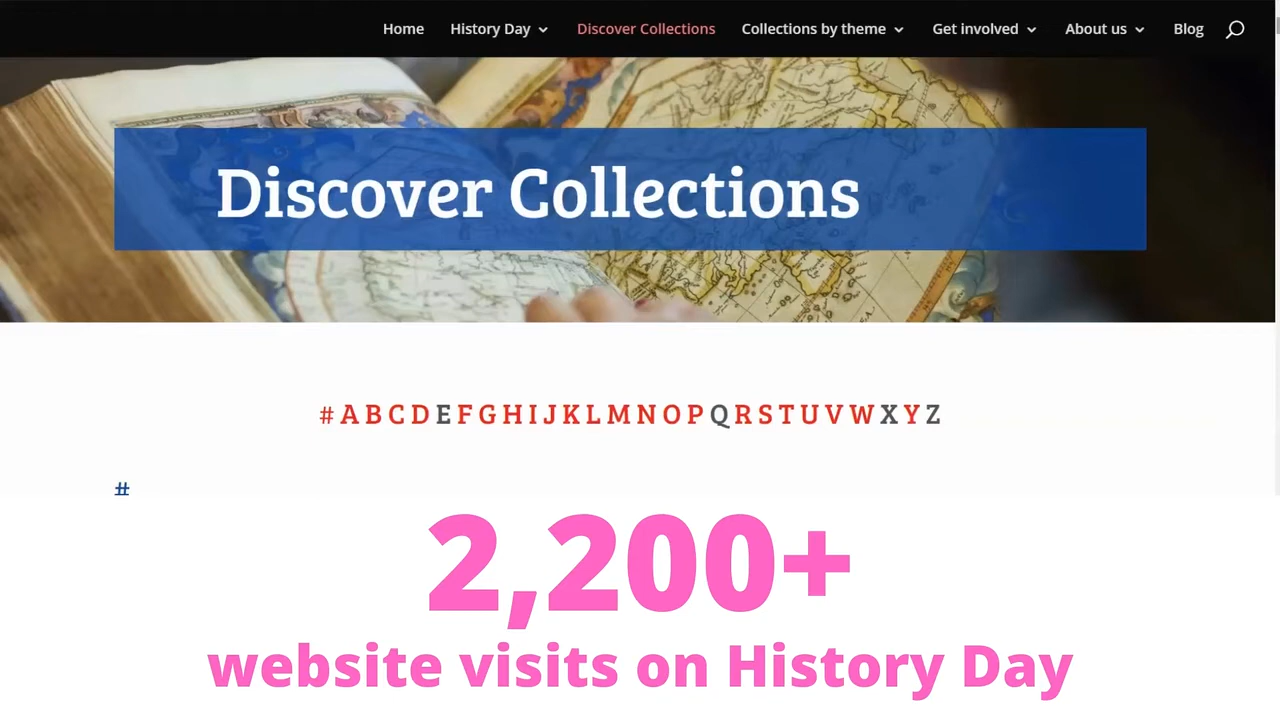 Home History Day Discover Collections Collections by theme Get involved About us Blog
Discover Collections
# A B C D E F G H I J K L M N O P Q R S T U V W X Y Z
#
2,200+
website visits on History Day